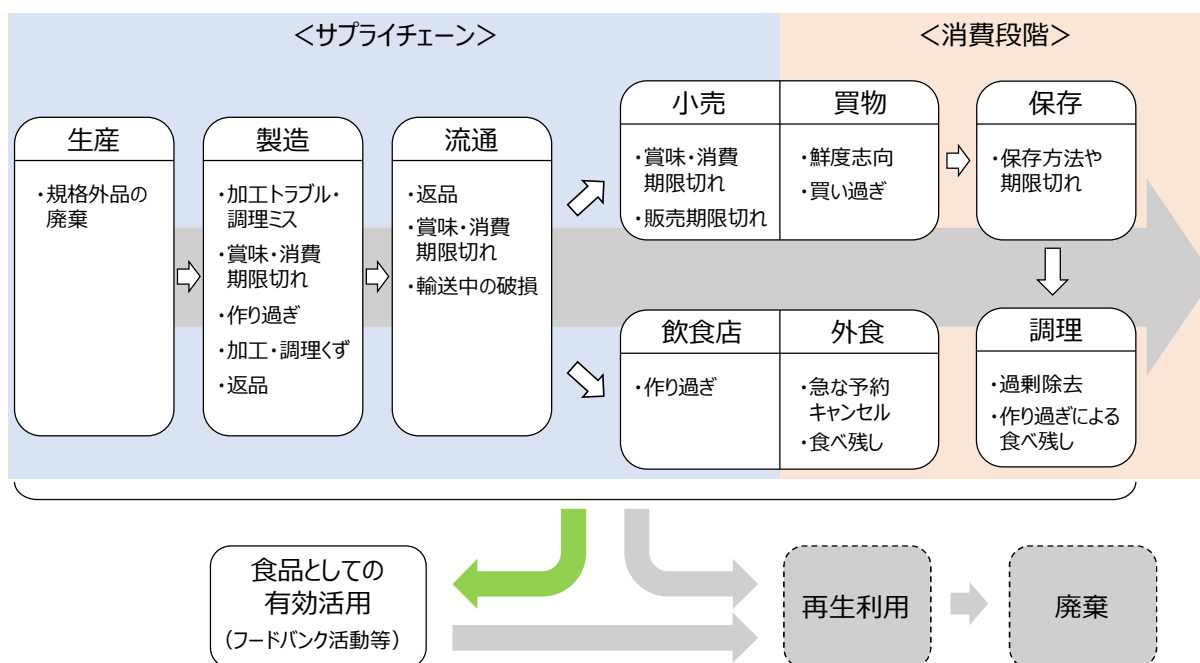 ＜サプライチェーン＞
＜消費段階＞
生産
・規格外品の
廃棄
製造
・加工トラブル・
調理ミス
・賞味・消費
期限切れ
・作り過ぎ
・加工・調理くず
・返品
流通
・返品
・賞味・消費
期限切れ
・輸送中の破損
小売
・賞味・消費
期限切れ
・販売期限切れ
買物
・鮮度志向
・買い過ぎ
保存
・保存方法や
期限切れ
飲食店
・作り過ぎ
外食
・急な予約
キャンセル
・食べ残し
調理
・過剰除去
・作り過ぎによる
食べ残し
食品としての
有効活用
（フードバンク活動等）
再生利用
廃棄